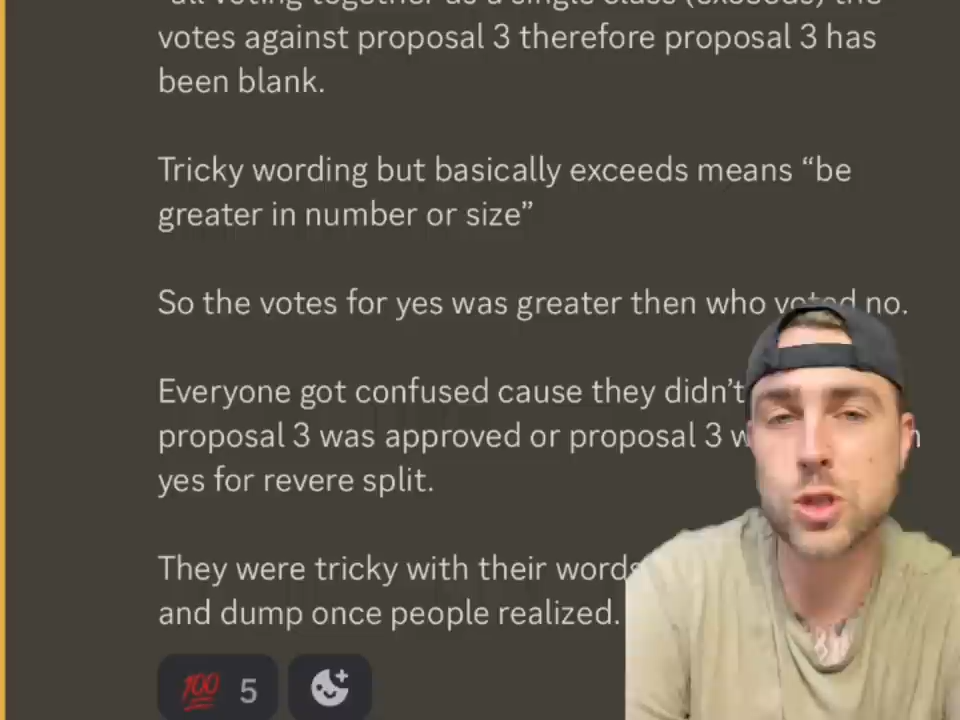 votes against proposal 3 therefore proposal 3 has
been blank.
Tricky wording but basically exceeds means “be
greater in number or size”
So the votes for yes was greater then who voted no.
Everyone got confused cause they didn’t
proposal 3 was approved or proposal 3
yes for revere split.
They were tricky with their words
and dump once people realized.
💯 5